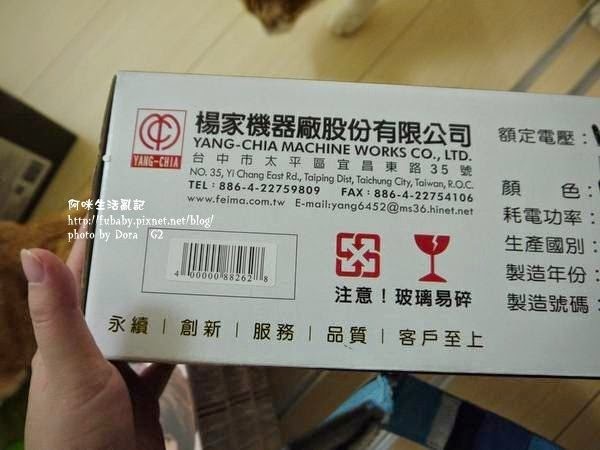 YANG-CHIA
楊家機器廠股份有限公司
YANG-CHIA MACHINE WORKS CO., LTD.
台中市太平區宜昌東路35號
NO. 35, Yi Chang East Rd., Taiping Dist, Taichung City, Taiwan, R.O.C.
TEL: 886-4-22759809 FAX: 886-4-22754106
www.feima.com.tw E-mail:yang6452@ms36.hinet.net
額定電壓:
顏 色:
耗電功率:
生產國別:
製造年份:
製造號碼:
4 00000 88262 8
注意!玻璃易碎
永續|創新|服務|品質|客戶至上
阿咪生活亂記
http://fubaby.pixnet.net/blog/
photo by Dora G2